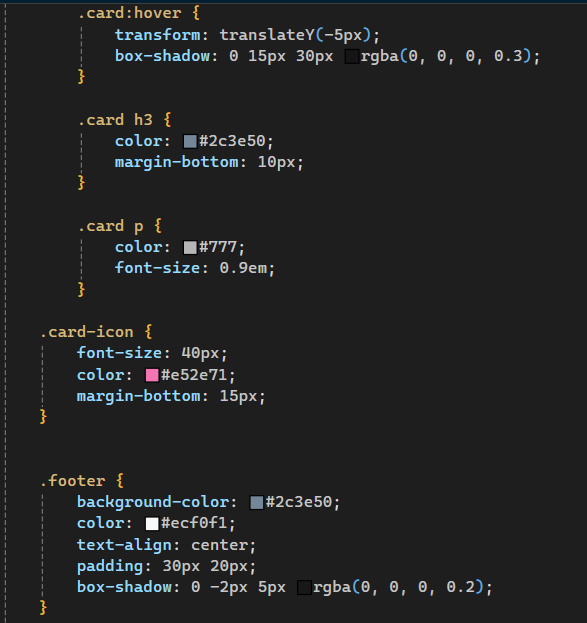 .card:hover {
transform: translateY(-5px);
box-shadow: 0 15px 30px rgba(0, 0, 0, 0.3);
}
.card h3 {
color: #2c3e50;
margin-bottom: 10px;
}
.card p {
color: #777;
font-size: 0.9em;
}
.card-icon {
font-size: 40px;
color: #e52e71;
margin-bottom: 15px;
}
.footer {
background-color: #2c3e50;
color: #ecf0f1;
text-align: center;
padding: 30px 20px;
box-shadow: 0 -2px 5px rgba(0, 0, 0, 0.2);
}